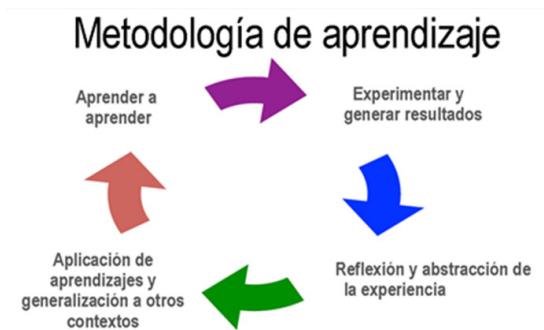 Metodología de aprendizaje
Aprender a
aprender
Experimentar y
generar resultados
Reflexión y abstracción de
la experiencia
Aplicación de
aprendizajes y
generalización a otros
contextos